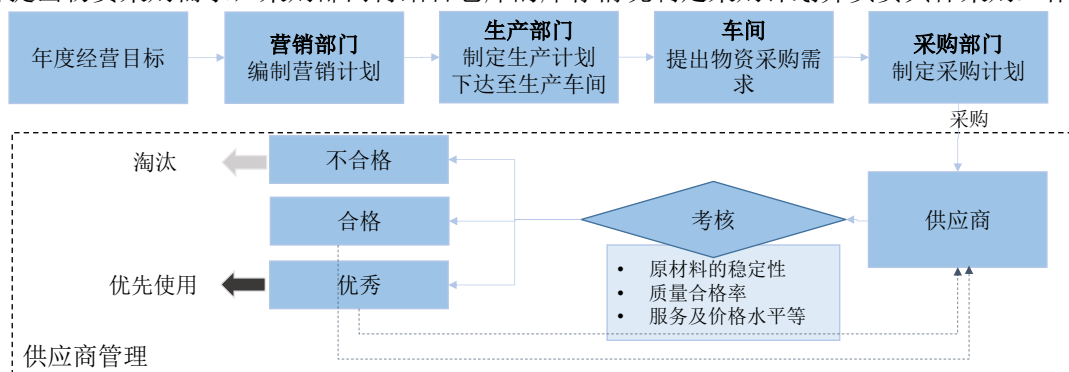 年度经营目标
营销部门
编制营销计划
生产部门
制定生产计划
下达至生产车间
车间
提出物资采购需
求
采购部门
制定采购计划
采购
淘汰
不合格
合格
优先使用
优秀
考核
• 原材料的稳定性
• 质量合格率
• 服务及价格水平等
供应商
供应商管理